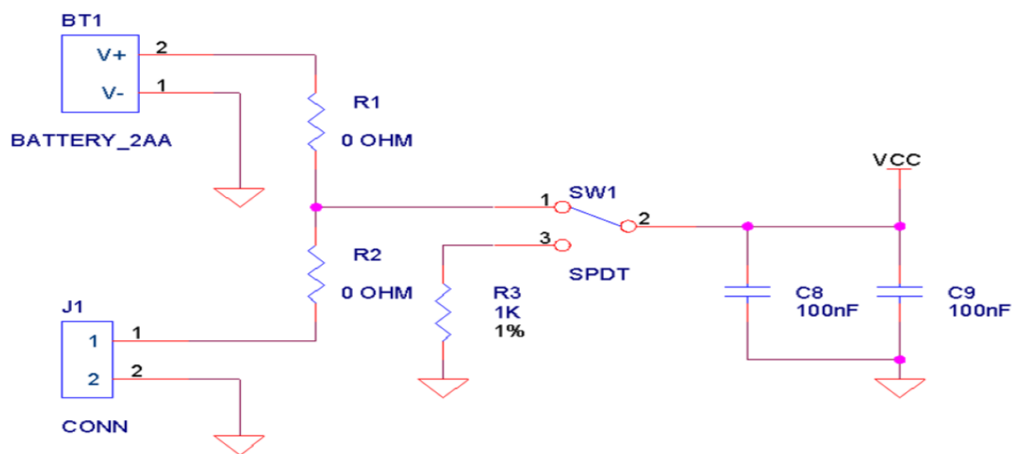 BT1
V+ 2
V- 1
BATTERY_2AA
R1
0 OHM
VCC
SW1
1
2
3
SPDT
R2
0 OHM
R3
1K
1%
C8
100nF
C9
100nF
J1
1 1
2 2
CONN